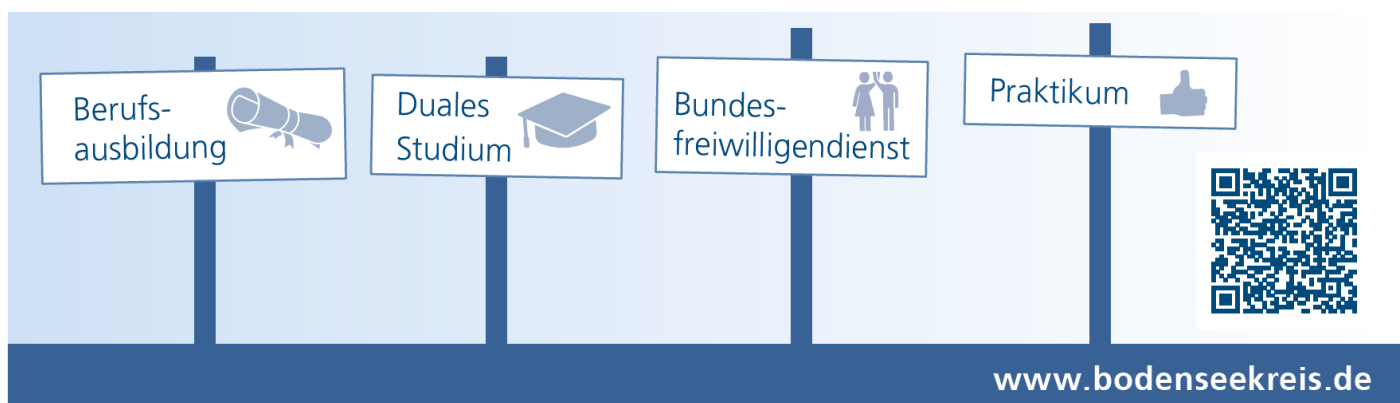 Berufs-
ausbildung
Duales
Studium
Bundes-
freiwilligendienst
Praktikum
www.bodenseekreis.de